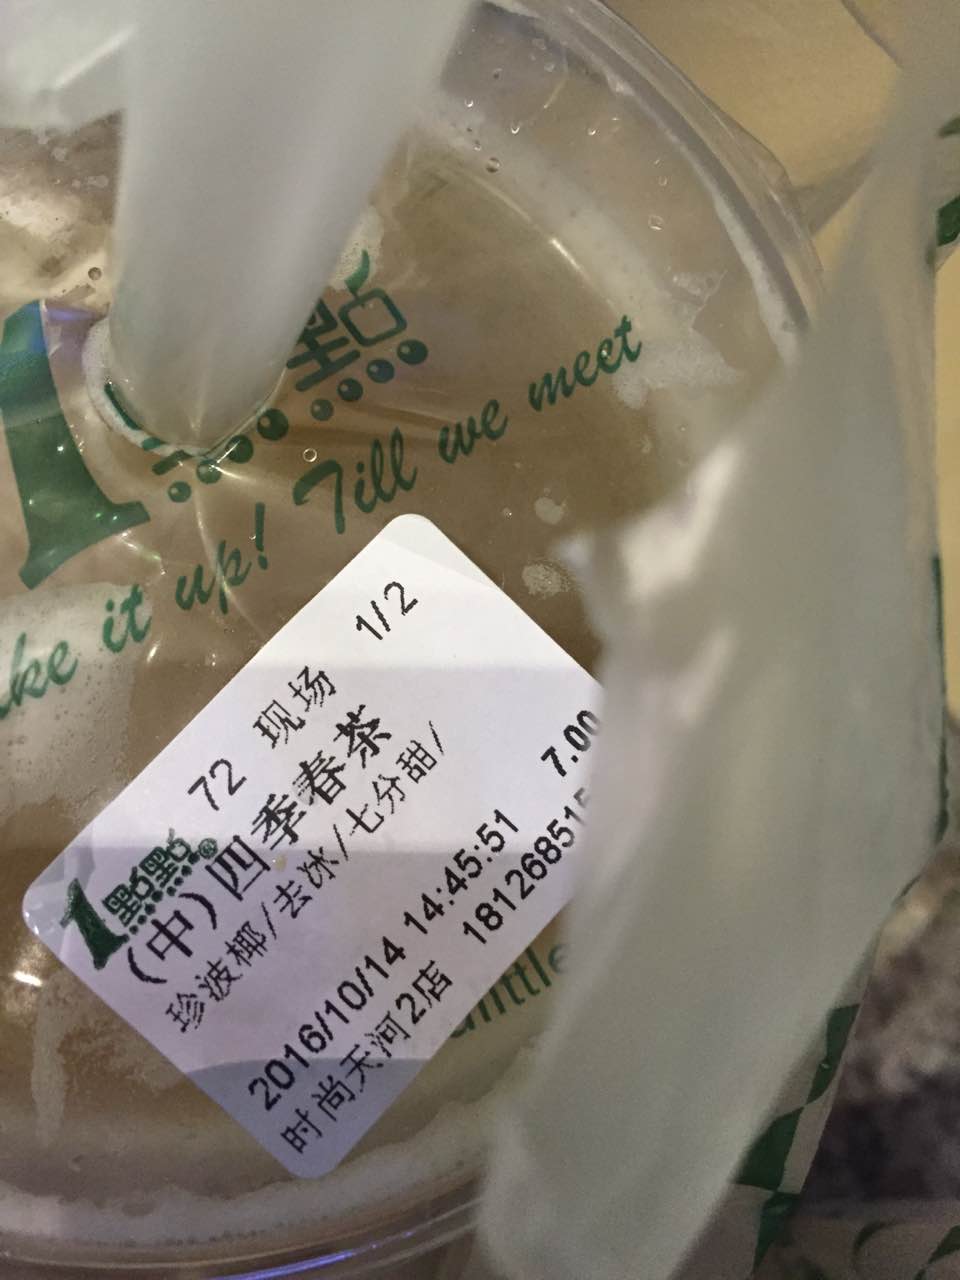 1點點
ke it up! Till we meet
1點點®
72 现场 1/2
(中)四季春茶
珍波椰/去冰/七分甜/
7.00
2016/10/14 14:45:51
时尚天河2店 181268515
little